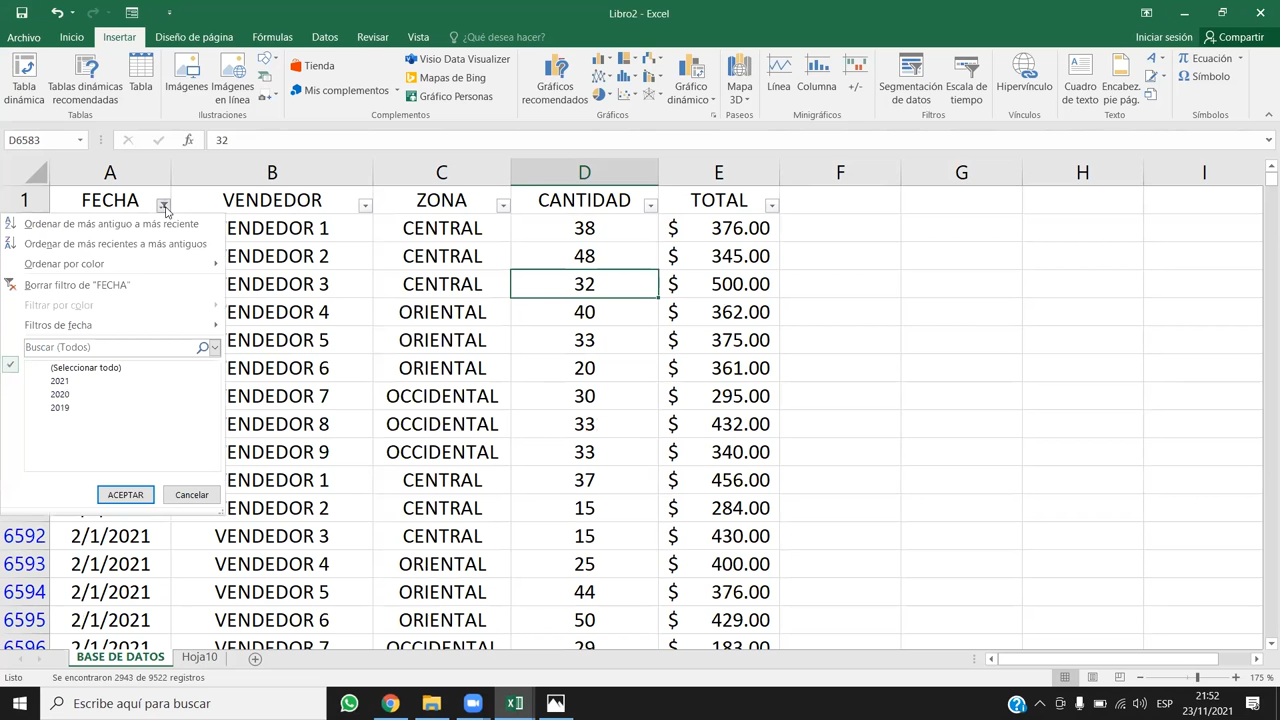 Libro2 - Excel
Archivo Inicio Insertar Diseño de página Fórmulas Datos Revisar Vista ¿Qué desea hacer? Iniciar sesión Compartir
Tabla dinámica
Tablas dinámicas recomendadas
Tabla
Tablas
Imágenes
Imágenes en línea
Ilustraciones
Tienda
Mis complementos
Visio Data Visualizer
Mapas de Bing
Gráficos Personas
Complementos
Gráficos recomendados
Gráfico dinámico
Gráficos
Mapas 3D
Paseos
Línea
Columna
+/-
Minigráficos
Segmentación de datos
Escala de tiempo
Filtros
Hipervínculo
Vínculos
Cuadro de texto
Encabez. pie pág.
Texto
Ecuación
Símbolo
Símbolos
D6583 fx 32
A B C D E F G H I
1 FECHA VENDEDOR ZONA CANTIDAD TOTAL
ENDEDOR 1 CENTRAL 38 $ 376.00
ENDEDOR 2 CENTRAL 48 $ 345.00
ENDEDOR 3 CENTRAL 32 $ 500.00
ENDEDOR 4 ORIENTAL 40 $ 362.00
ENDEDOR 5 ORIENTAL 33 $ 375.00
ENDEDOR 6 ORIENTAL 20 $ 361.00
ENDEDOR 7 OCCIDENTAL 30 $ 295.00
ENDEDOR 8 OCCIDENTAL 33 $ 432.00
ENDEDOR 9 OCCIDENTAL 33 $ 340.00
ENDEDOR 1 CENTRAL 37 $ 456.00
ENDEDOR 2 CENTRAL 15 $ 284.00
6592 2/1/2021 VENDEDOR 3 CENTRAL 15 $ 430.00
6593 2/1/2021 VENDEDOR 4 ORIENTAL 25 $ 400.00
6594 2/1/2021 VENDEDOR 5 ORIENTAL 44 $ 376.00
6595 2/1/2021 VENDEDOR 6 ORIENTAL 50 $ 429.00
6596 2/1/2021 VENDEDOR 7 OCCIDENTAL 29 $ 183.00
Ordenar de más antiguo a más reciente
Ordenar de más recientes a más antiguos
Ordenar por color
Borrar filtro de "FECHA"
Filtrar por color
Filtros de fecha
Buscar (Todos)
(Seleccionar todo)
2021
2020
2019
ACEPTAR Cancelar
BASE DE DATOS Hoja10
Listo Se encontraron 2943 de 9522 registros 175 %
Escribe aquí para buscar
ESP
21:52
23/11/2021